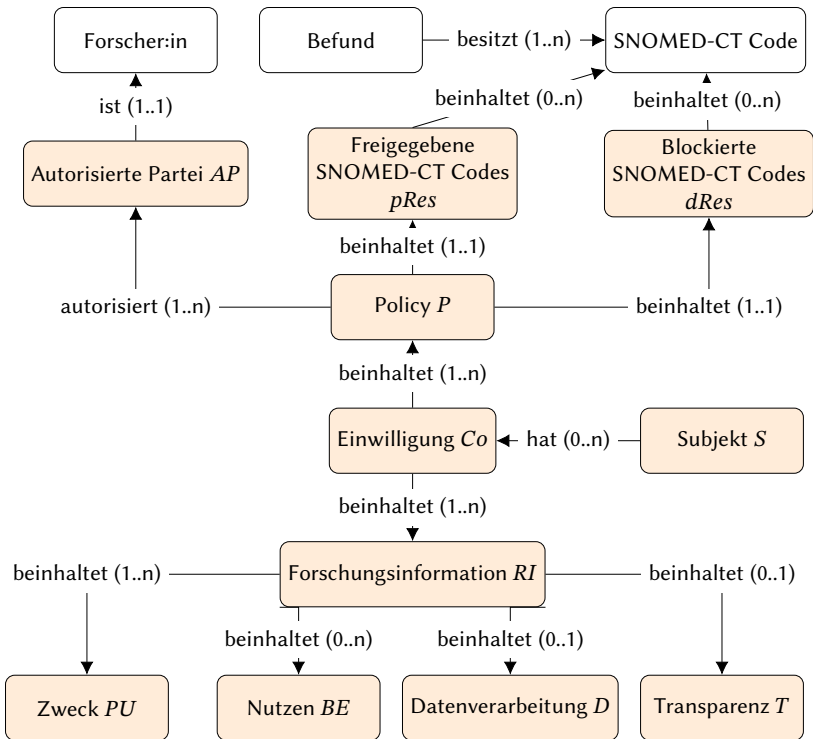 Forscher:in
Befund
besitzt (1..n)
SNOMED-CT Code
ist (1..1)
beinhaltet (0..n)
beinhaltet (0..n)
Autorisierte Partei AP
Freigegebene
SNOMED-CT Codes
pRes
Blockierte
SNOMED-CT Codes
dRes
beinhaltet (1..1)
autorisiert (1..n)
Policy P
beinhaltet (1..1)
beinhaltet (1..n)
Einwilligung Co
hat (0..n)
Subjekt S
beinhaltet (1..n)
beinhaltet (1..n)
Forschungsinformation RI
beinhaltet (0..1)
beinhaltet (0..n)
beinhaltet (0..1)
Zweck PU
Nutzen BE
Datenverarbeitung D
Transparenz T